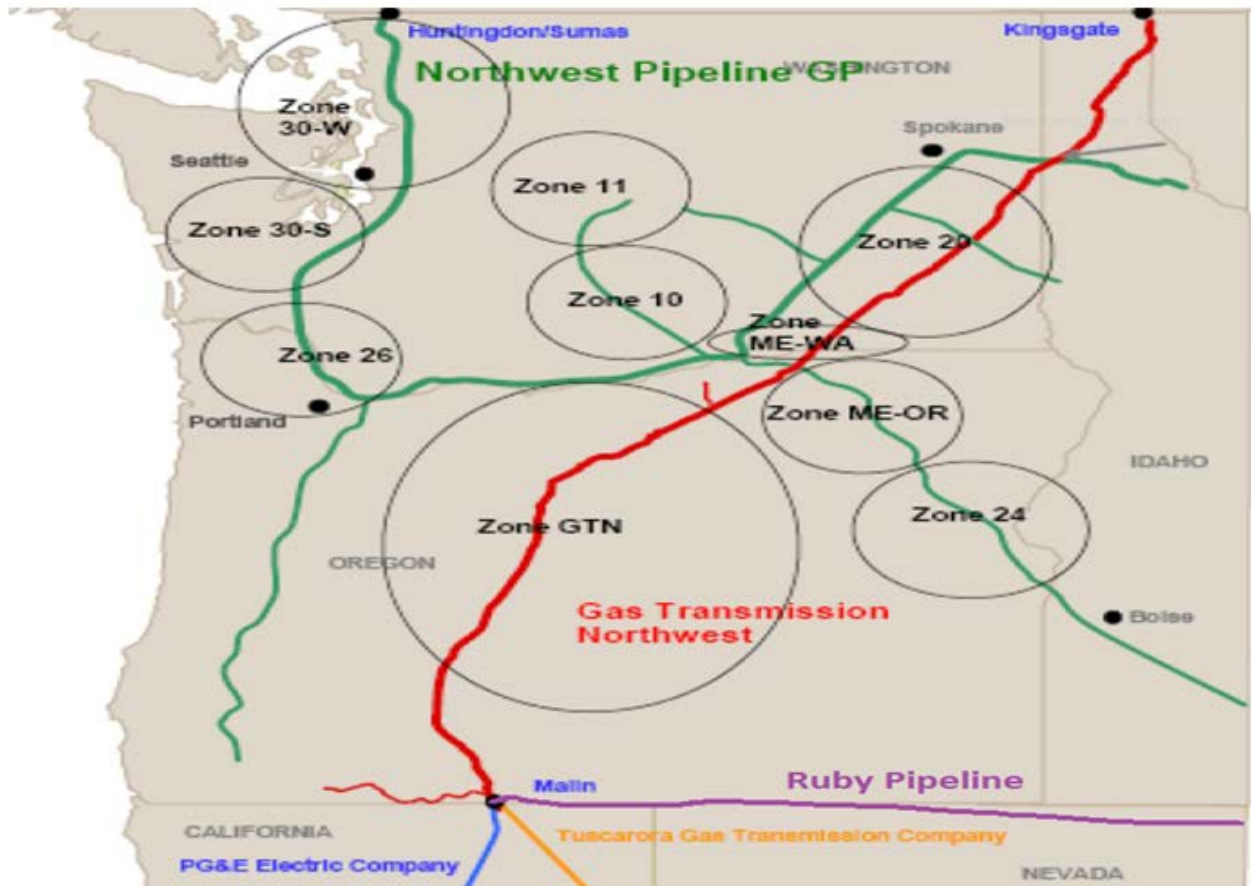 Huntingdon/Sumas
Kingsgate
Northwest Pipeline GP
WASHINGTON
Zone
30-W
Spokane
Seattle
Zone 11
Zone 30-S
Zone 20
Zone 10
Zone
ME-WA
Zone 26
Portland
Zone ME-OR
IDAHO
Zone GTN
Zone 24
OREGON
Gas Transmission
Northwest
Boise
Malin
Ruby Pipeline
CALIFORNIA
Tuscarora Gas Transmission Company
PG&E Electric Company
NEVADA